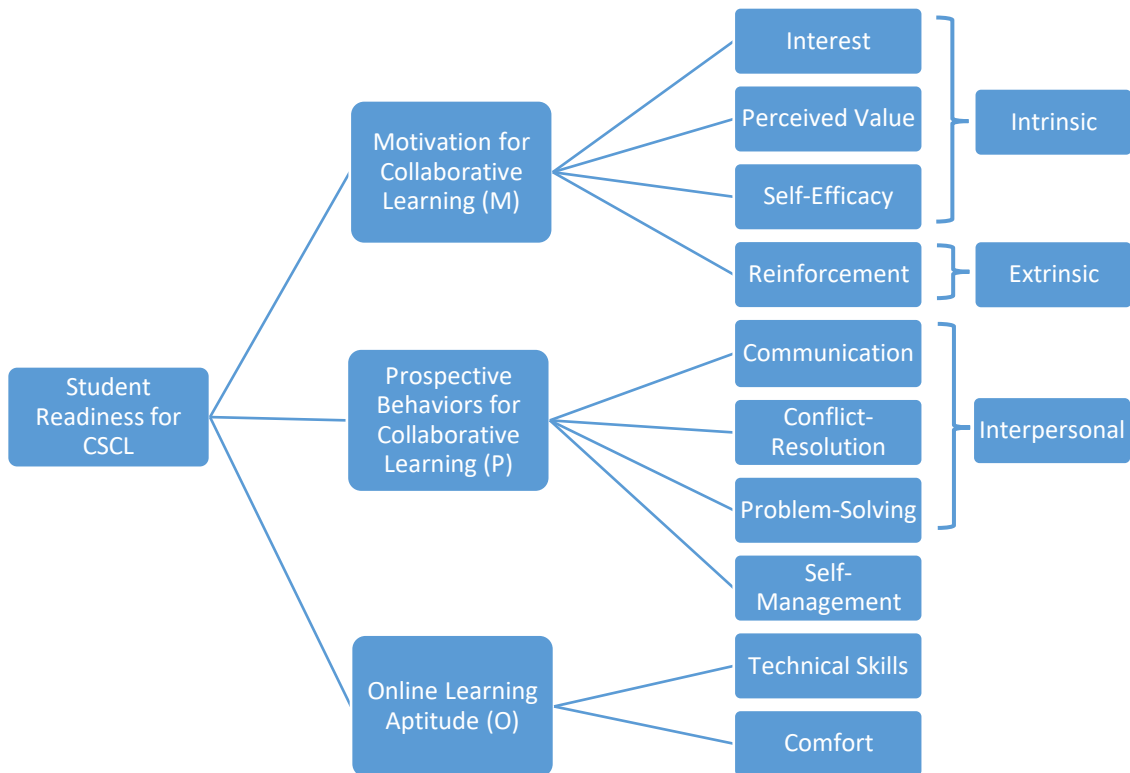 Student
Readiness for
CSCL
Motivation for
Collaborative
Learning (M)
Prospective
Behaviors for
Collaborative
Learning (P)
Online Learning
Aptitude (O)
Interest
Perceived Value
Self-Efficacy
Reinforcement
Communication
Conflict-
Resolution
Problem-Solving
Self-
Management
Technical Skills
Comfort
Intrinsic
Extrinsic
Interpersonal